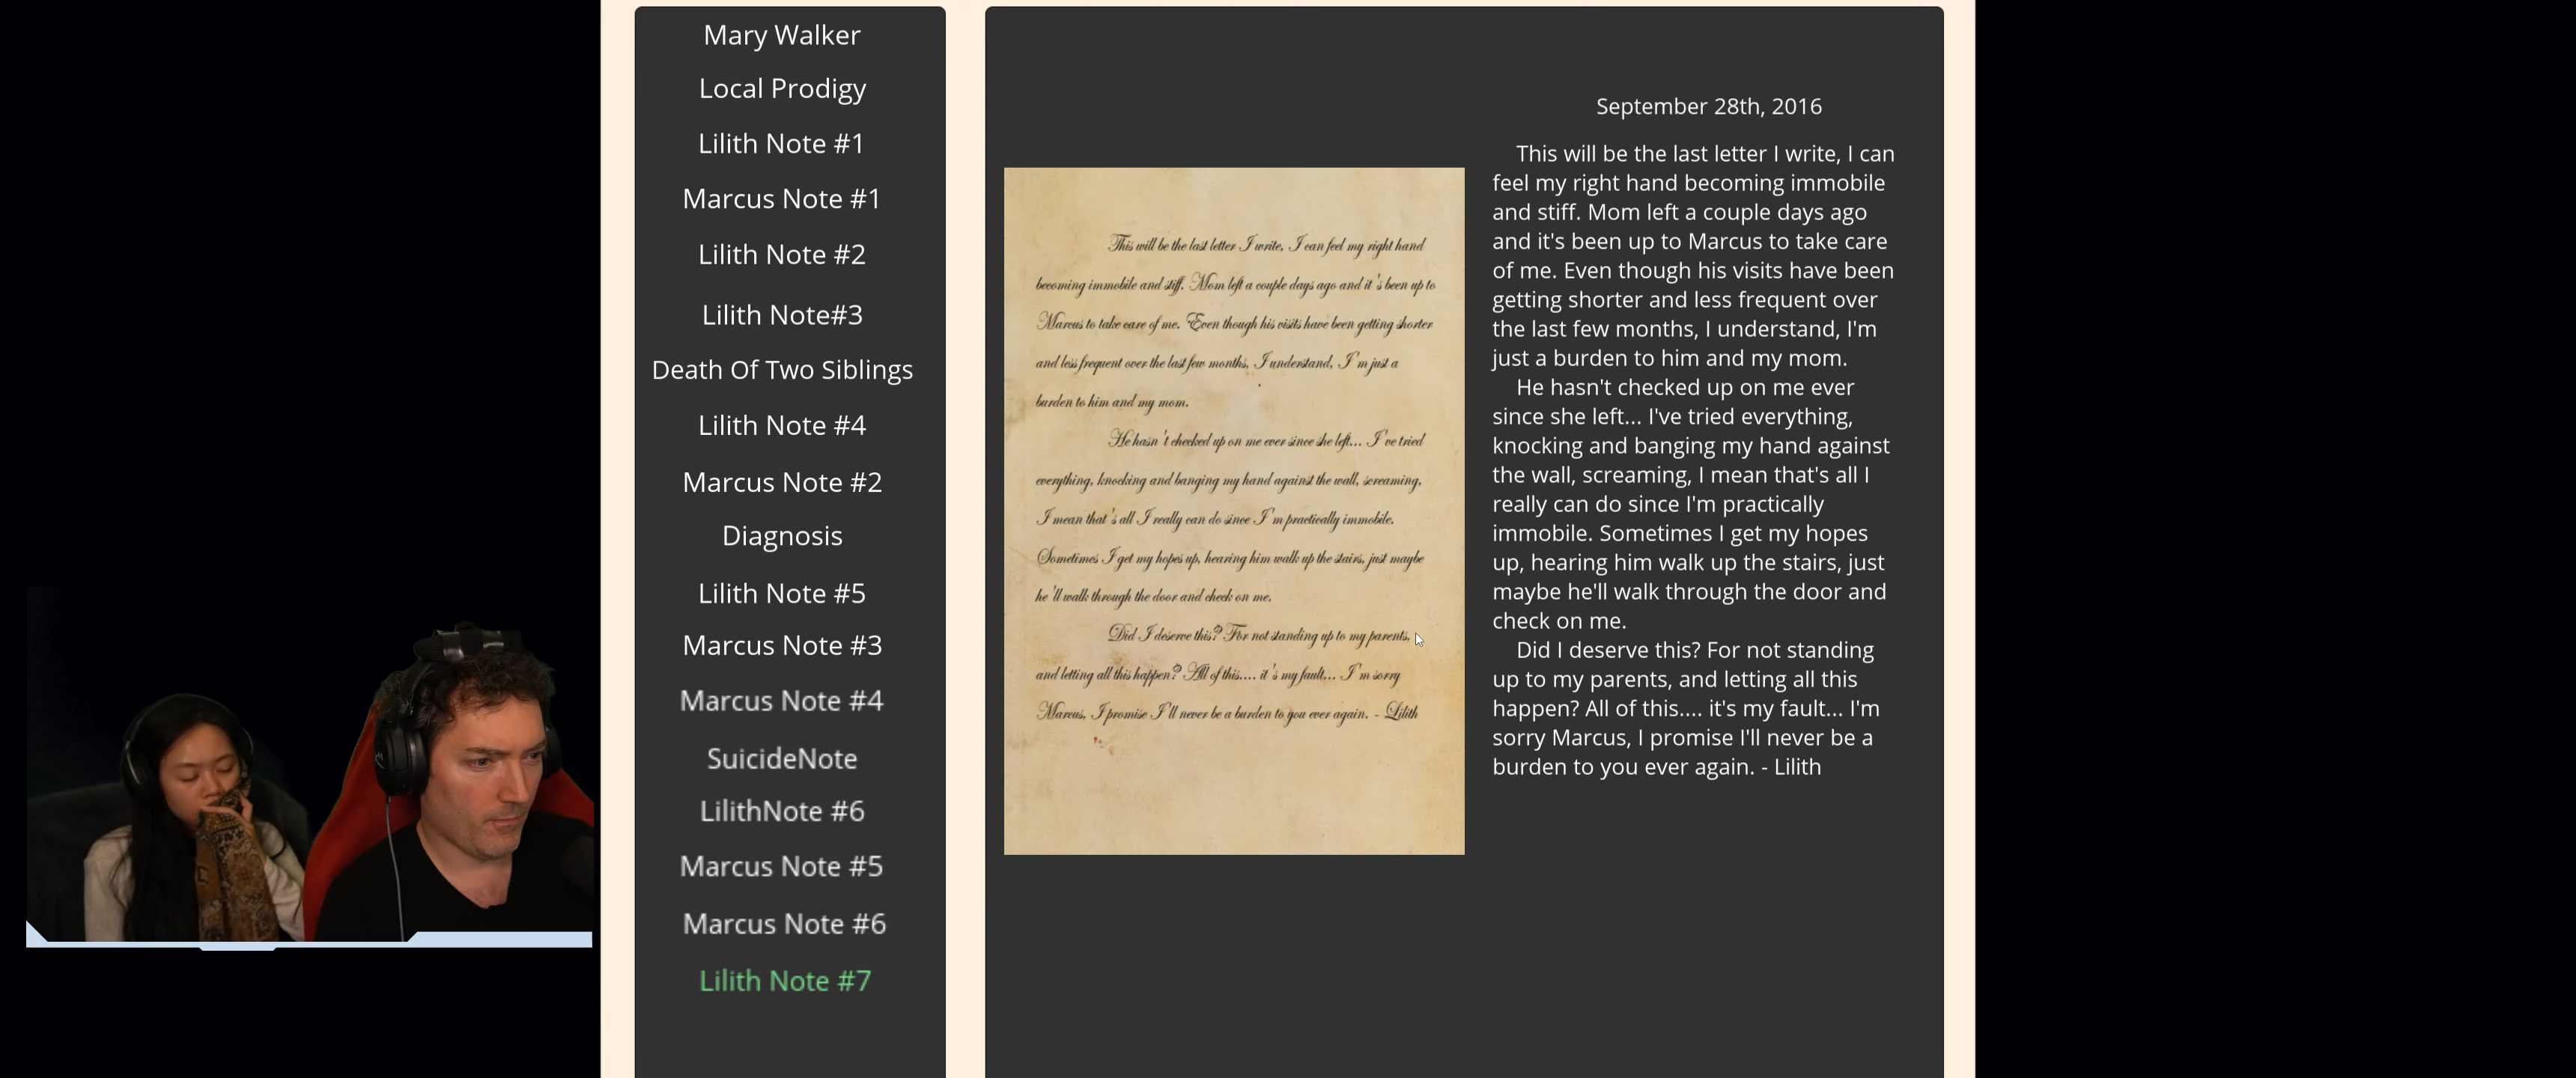 Mary Walker
Local Prodigy
Lilith Note #1
Marcus Note #1
Lilith Note #2
Lilith Note#3
Death Of Two Siblings
Lilith Note #4
Marcus Note #2
Diagnosis
Lilith Note #5
Marcus Note #3
Marcus Note #4
SuicideNote
LilithNote #6
Marcus Note #5
Marcus Note #6
Lilith Note #7
This will be the last letter I write, I can feel my right hand
becoming immobile and stiff. Mom left a couple days ago and it's been up to
Marcus to take care of me. Even though his visits have been getting shorter
and less frequent over the last few months, I understand, I'm just a
burden to him and my mom.
He hasn't checked up on me ever since she left... I've tried
everything, knocking and banging my hand against the wall, screaming,
I mean that's all I really can do since I'm practically immobile.
Sometimes I get my hopes up, hearing him walk up the stairs, just maybe
he'll walk through the door and check on me.
Did I deserve this? For not standing up to my parents,
and letting all this happen? All of this.... it's my fault... I'm sorry
Marcus, I promise I'll never be a burden to you ever again. - Lilith
September 28th, 2016
This will be the last letter I write, I can
feel my right hand becoming immobile
and stiff. Mom left a couple days ago
and it's been up to Marcus to take care
of me. Even though his visits have been
getting shorter and less frequent over
the last few months, I understand, I'm
just a burden to him and my mom.
He hasn't checked up on me ever
since she left... I've tried everything,
knocking and banging my hand against
the wall, screaming, I mean that's all I
really can do since I'm practically
immobile. Sometimes I get my hopes
up, hearing him walk up the stairs, just
maybe he'll walk through the door and
check on me.
Did I deserve this? For not standing
up to my parents, and letting all this
happen? All of this.... it's my fault... I'm
sorry Marcus, I promise I'll never be a
burden to you ever again. - Lilith